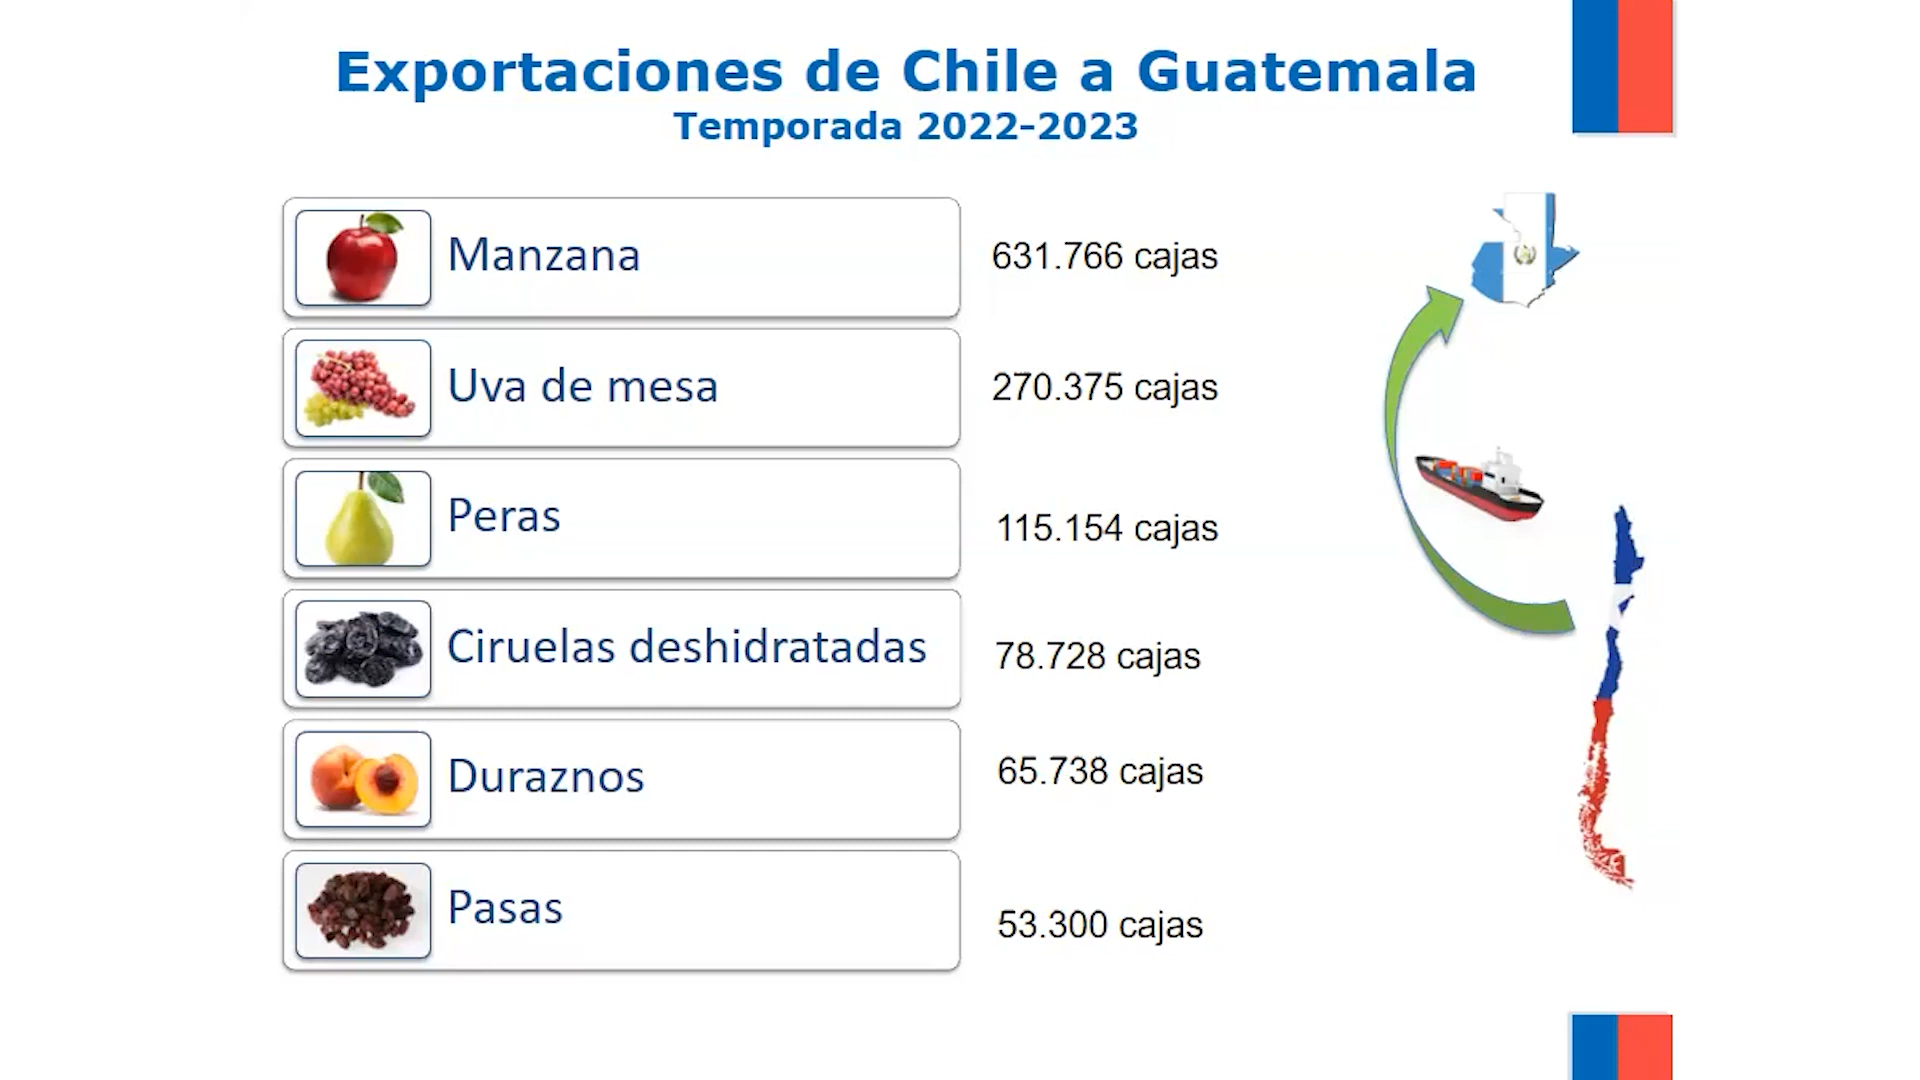 Exportaciones de Chile a Guatemala
Temporada 2022-2023
Manzana 631.766 cajas
Uva de mesa 270.375 cajas
Peras 115.154 cajas
Ciruelas deshidratadas 78.728 cajas
Duraznos 65.738 cajas
Pasas 53.300 cajas